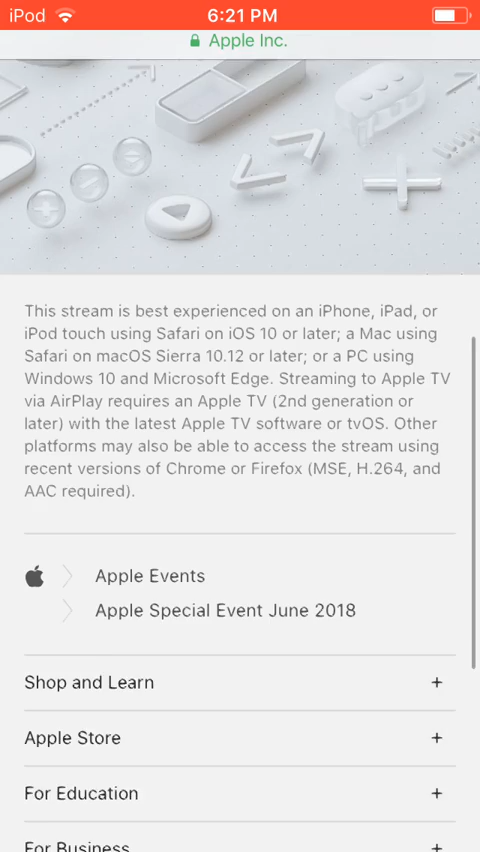 iPod 6:21 PM
Apple Inc.
This stream is best experienced on an iPhone, iPad, or
iPod touch using Safari on iOS 10 or later; a Mac using
Safari on macOS Sierra 10.12 or later; or a PC using
Windows 10 and Microsoft Edge. Streaming to Apple TV
via AirPlay requires an Apple TV (2nd generation or
later) with the latest Apple TV software or tvOS. Other
platforms may also be able to access the stream using
recent versions of Chrome or Firefox (MSE, H.264, and
AAC required).
Apple Events
Apple Special Event June 2018
Shop and Learn +
Apple Store +
For Education +
For Business +